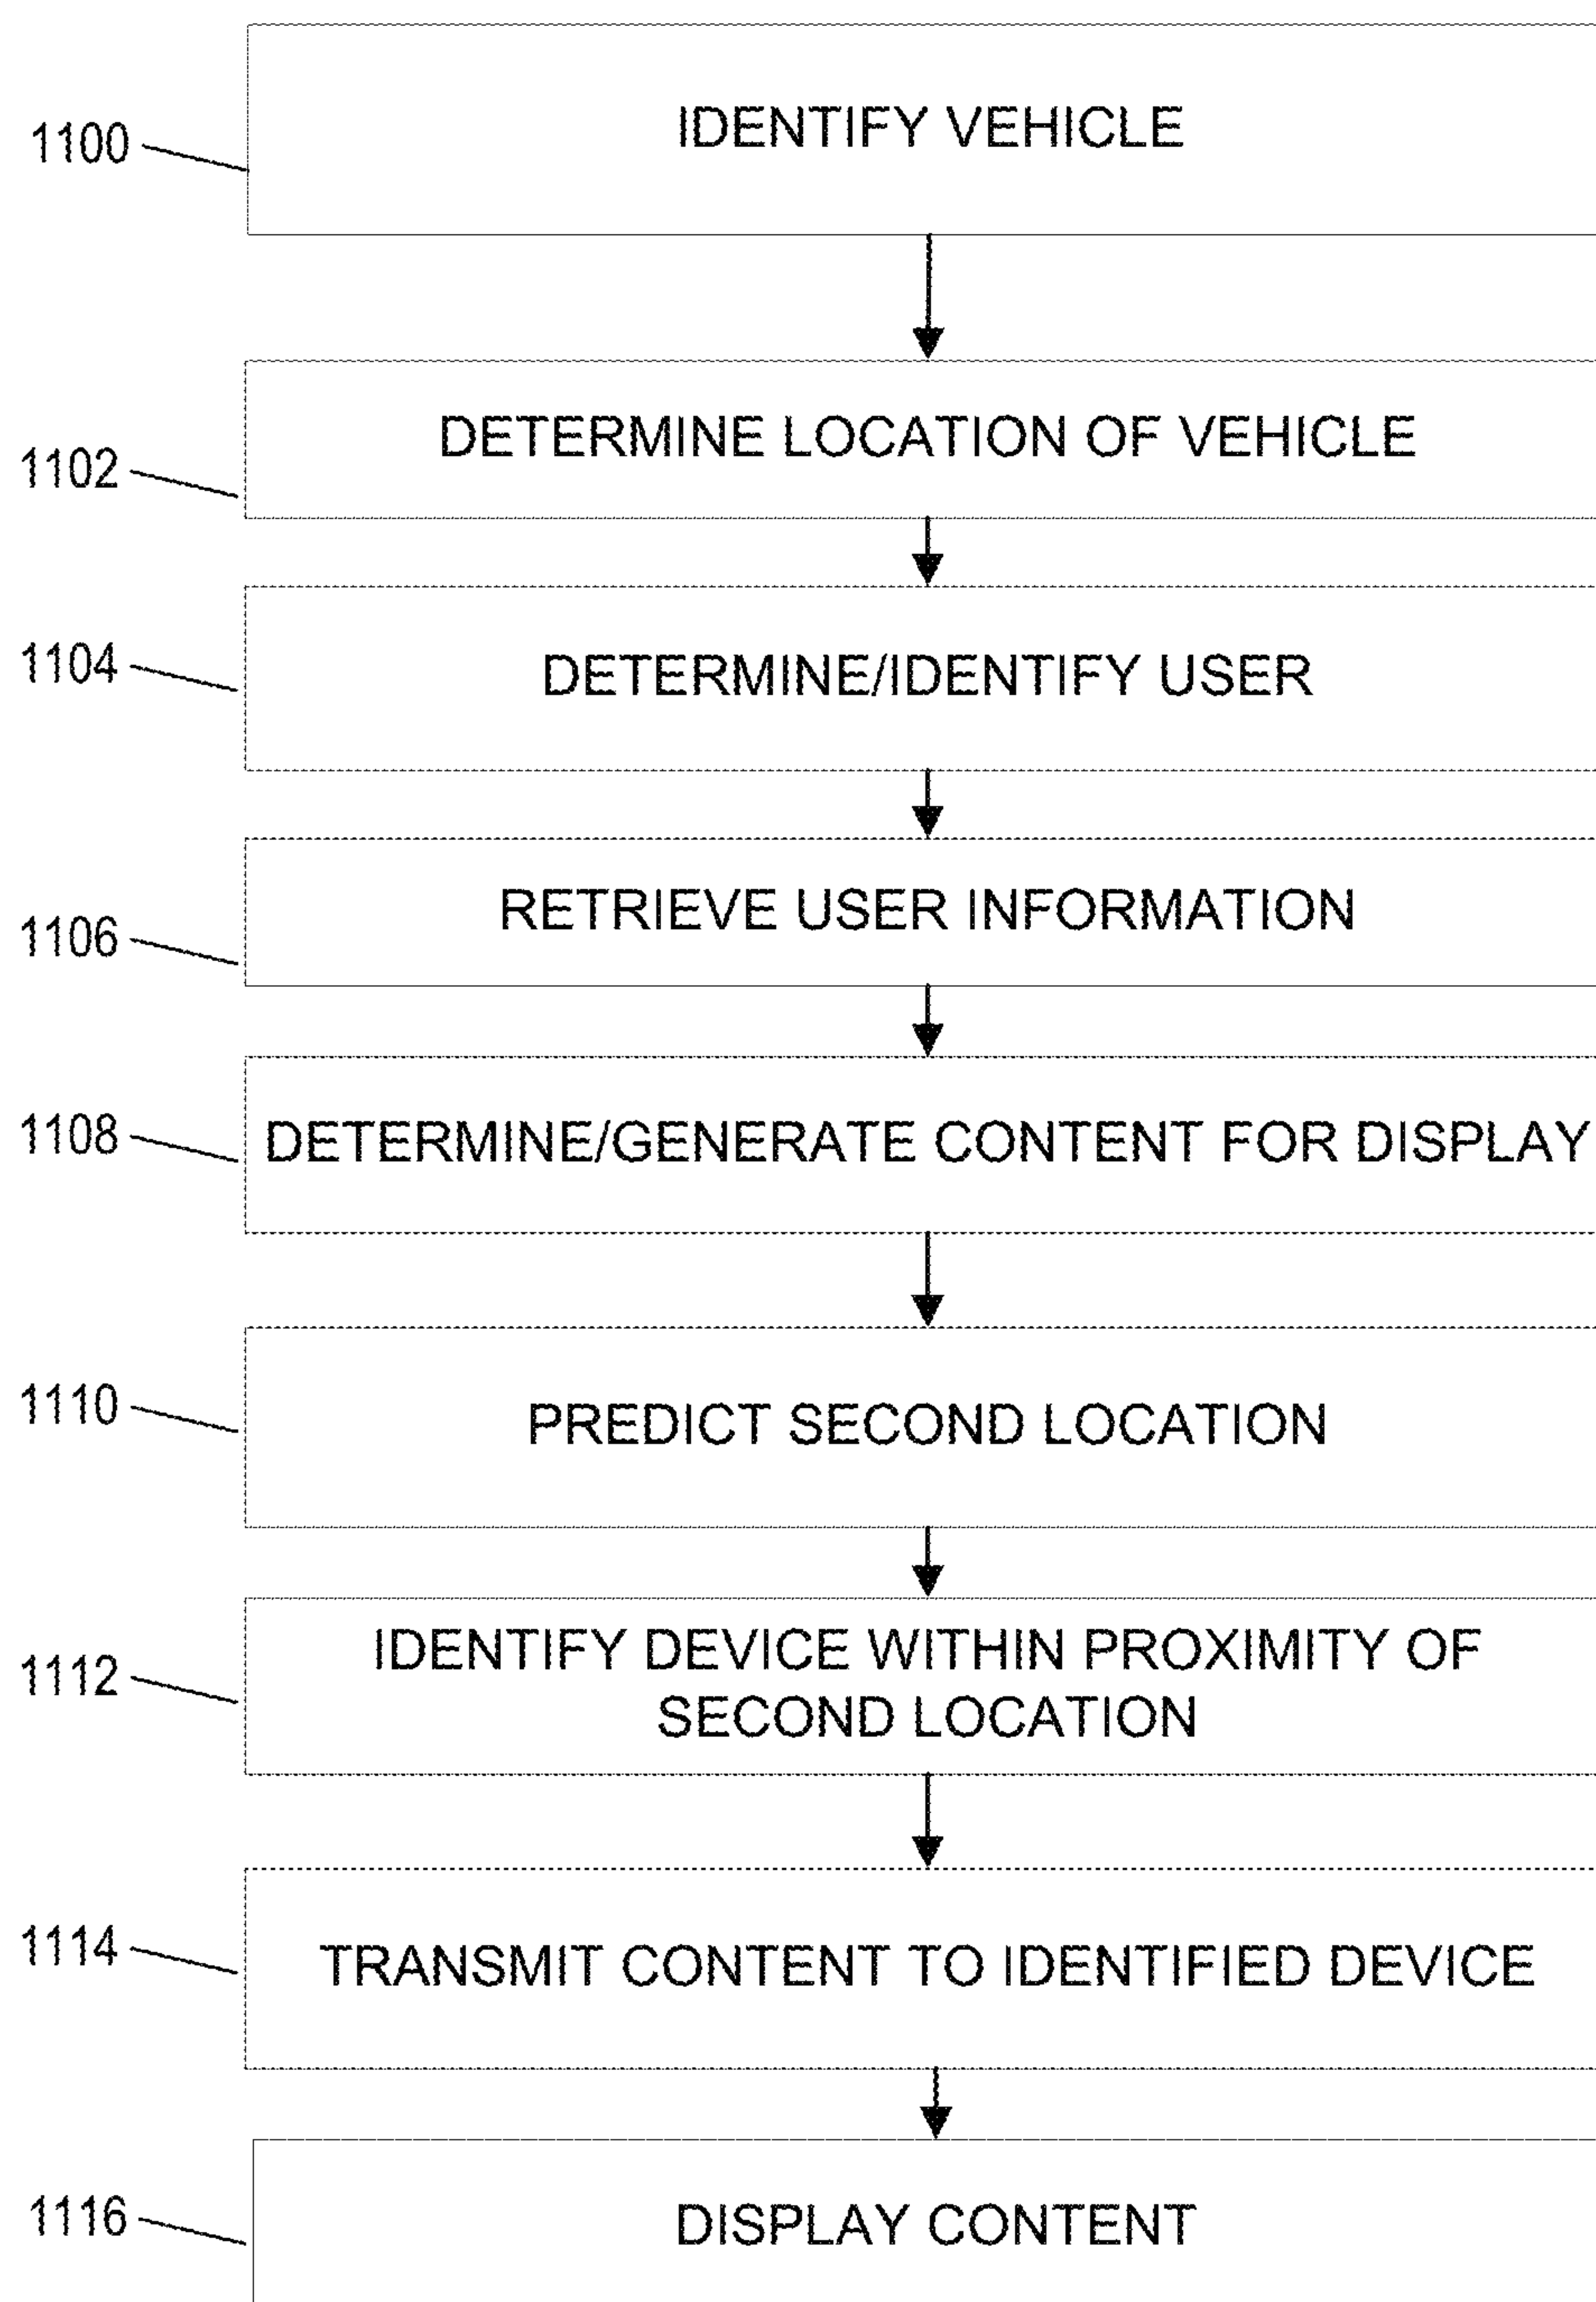 1100
IDENTIFY VEHICLE
1102
DETERMINE LOCATION OF VEHICLE
1104
DETERMINE/IDENTIFY USER
1106
RETRIEVE USER INFORMATION
1108
DETERMINE/GENERATE CONTENT FOR DISPLAY
1110
PREDICT SECOND LOCATION
1112
IDENTIFY DEVICE WITHIN PROXIMITY OF
SECOND LOCATION
1114
TRANSMIT CONTENT TO IDENTIFIED DEVICE
1116
DISPLAY CONTENT